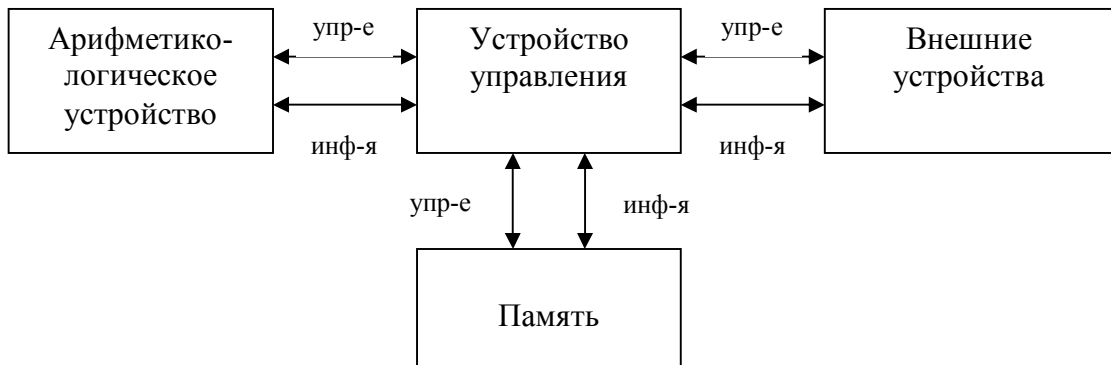 Арифметико-
логическое
устройство
упр-е
инф-я
Устройство
управления
упр-е
инф-я
Внешние
устройства
упр-е
инф-я
Память